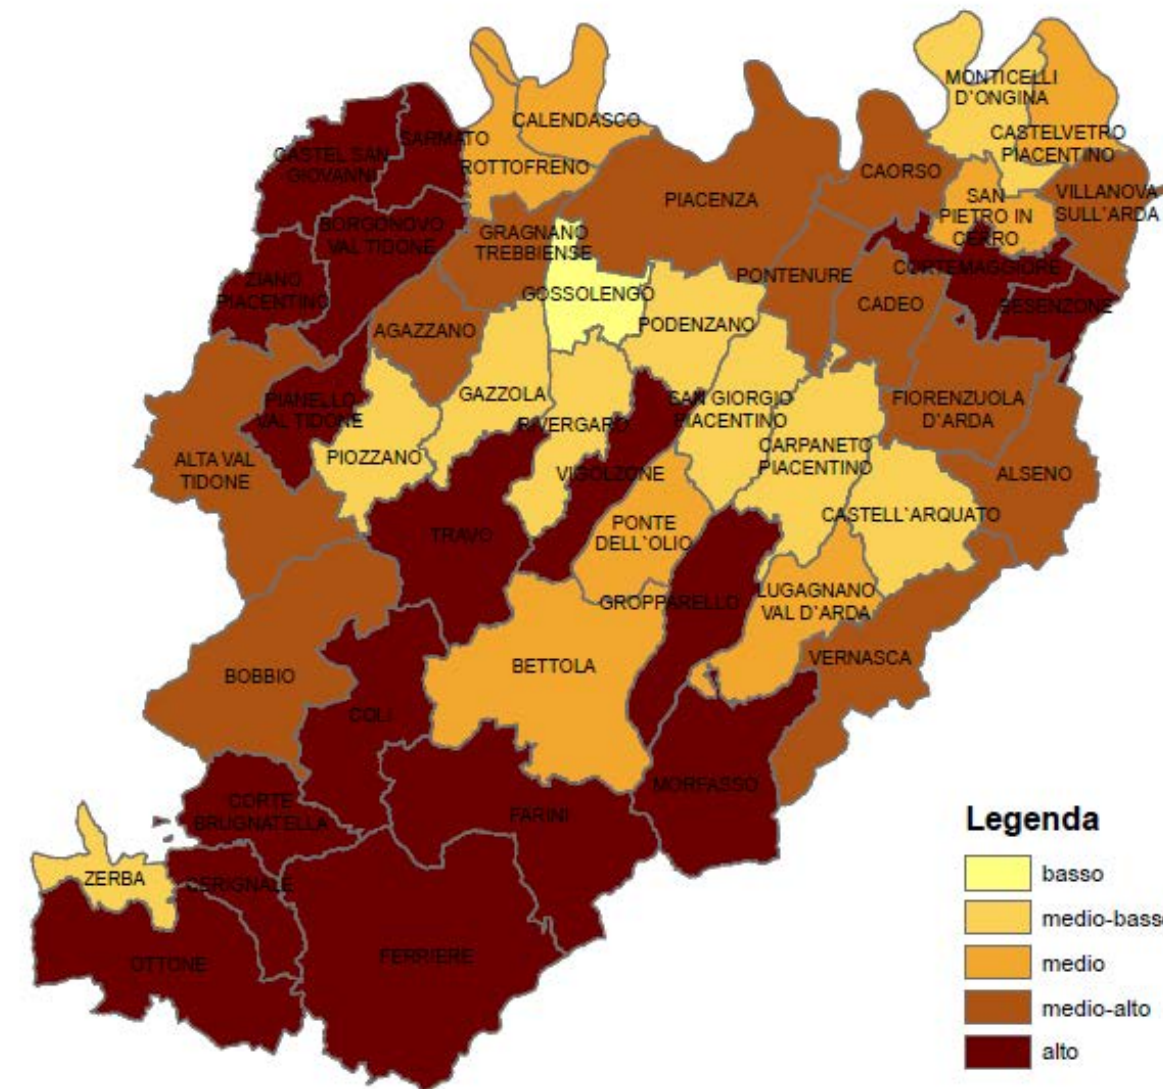 MONTICELLI
D'ONGINA
CALENDASCO
CASTELVETRO
PIACENTINO
SARMATO
CASTEL SAN
GIOVANNI
ROTTOFRENO
CAORSO
PIACENZA
SAN
PIETRO IN
CERRO
VILLANOVA
SULL'ARDA
BORGONOVO
VAL TIDONE
GRAGNANO
TREBBIENSE
CORTEMAGGIORE
ZIANO
PIACENTINO
PONTENURE
GOSSOLENGO
CADEO
BESENZONE
PODENZANO
AGAZZANO
GAZZOLA
SAN GIORGIO
PIACENTINO
FIORENZUOLA
D'ARDA
PIANELLO
VAL TIDONE
RIVERGARO
CARPANETO
PIACENTINO
PIOZZANO
ALTA VAL
TIDONE
VIGOLZONE
ALSENO
CASTELL'ARQUATO
TRAVO
PONTE
DELL'OLIO
LUGAGNANO
VAL D'ARDA
GROPPARELLO
VERNASCA
BETTOLA
BOBBIO
COLI
MORFASSO
CORTE
BRUGNATELLA
FARINI
ZERBA
CERIGNALE
FERRIERE
OTTONE
Legenda
basso
medio-bass
medio
medio-alto
alto